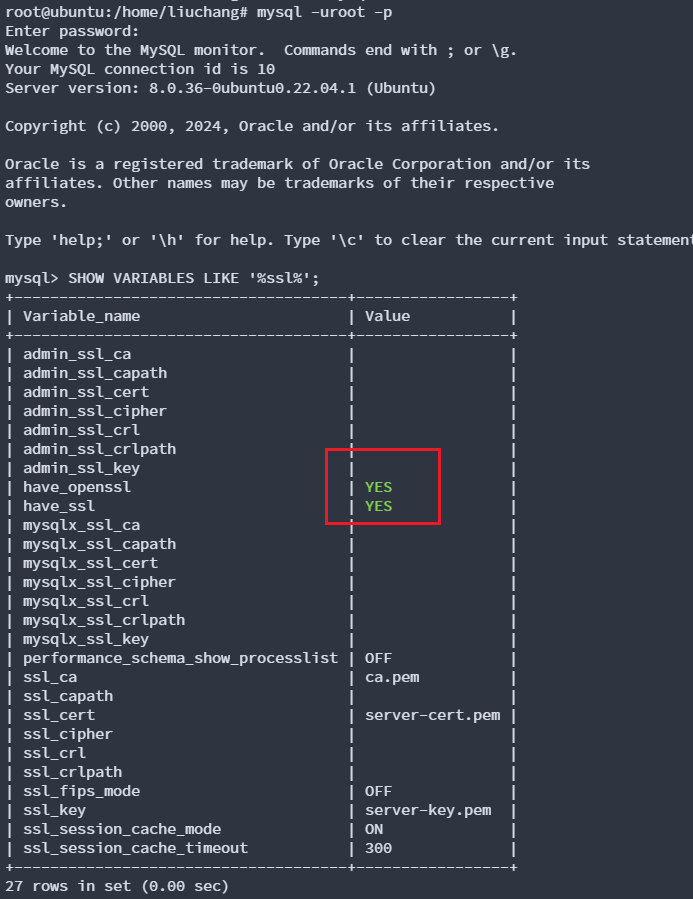 root@ubuntu:/home/liuchang# mysql -uroot -p
Enter password:
Welcome to the MySQL monitor.  Commands end with ; or \g.
Your MySQL connection id is 10
Server version: 8.0.36-0ubuntu0.22.04.1 (Ubuntu)

Copyright (c) 2000, 2024, Oracle and/or its affiliates.

Oracle is a registered trademark of Oracle Corporation and/or its
affiliates. Other names may be trademarks of their respective
owners.

Type 'help;' or '\h' for help. Type '\c' to clear the current input statement

mysql> SHOW VARIABLES LIKE '%ssl%';
+-------------------------------------+-----------------+
| Variable_name                       | Value           |
+-------------------------------------+-----------------+
| admin_ssl_ca                        |                 |
| admin_ssl_capath                    |                 |
| admin_ssl_cert                      |                 |
| admin_ssl_cipher                    |                 |
| admin_ssl_crl                       |                 |
| admin_ssl_crlpath                   |                 |
| admin_ssl_key                       |                 |
| have_openssl                        | YES             |
| have_ssl                            | YES             |
| mysqlx_ssl_ca                       |                 |
| mysqlx_ssl_capath                   |                 |
| mysqlx_ssl_cert                     |                 |
| mysqlx_ssl_cipher                   |                 |
| mysqlx_ssl_crl                      |                 |
| mysqlx_ssl_crlpath                  |                 |
| mysqlx_ssl_key                      |                 |
| performance_schema_show_processlist | OFF             |
| ssl_ca                              | ca.pem          |
| ssl_capath                          |                 |
| ssl_cert                            | server-cert.pem |
| ssl_cipher                          |                 |
| ssl_crl                             |                 |
| ssl_crlpath                         |                 |
| ssl_fips_mode                       | OFF             |
| ssl_key                             | server-key.pem  |
| ssl_session_cache_mode              | ON              |
| ssl_session_cache_timeout           | 300             |
+-------------------------------------+-----------------+
27 rows in set (0.00 sec)